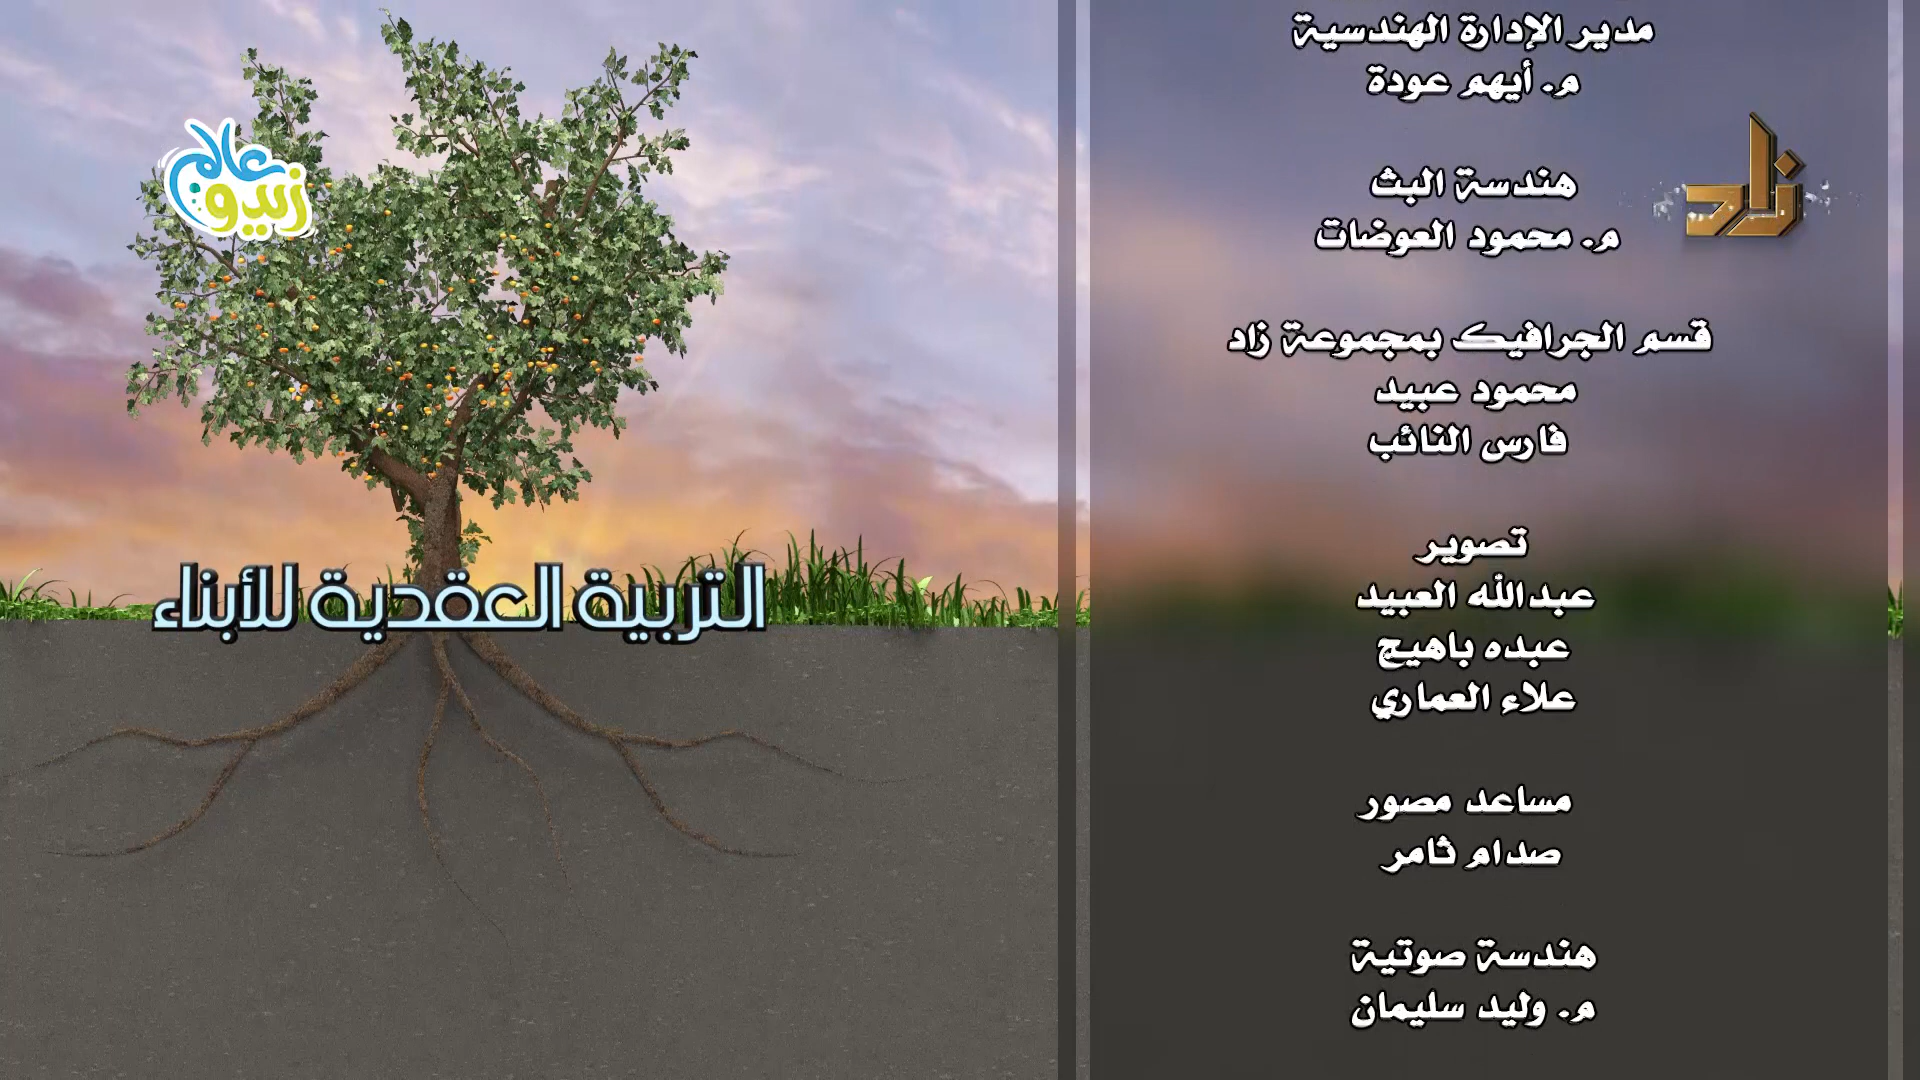 عالم
زيدو
زاد
التربية العقدية للأبناء
مدير الإدارة الهندسية
م. أيهم عودة
هندسة البث
م. محمود العوضات
قسم الجرافيك بمجموعة زاد
محمود عبيد
فارس النائب
تصوير
عبدالله العبيد
عبده باهيج
علاء العماري
مساعد مصور
صدام ثامر
هندسة صوتية
م. وليد سليمان